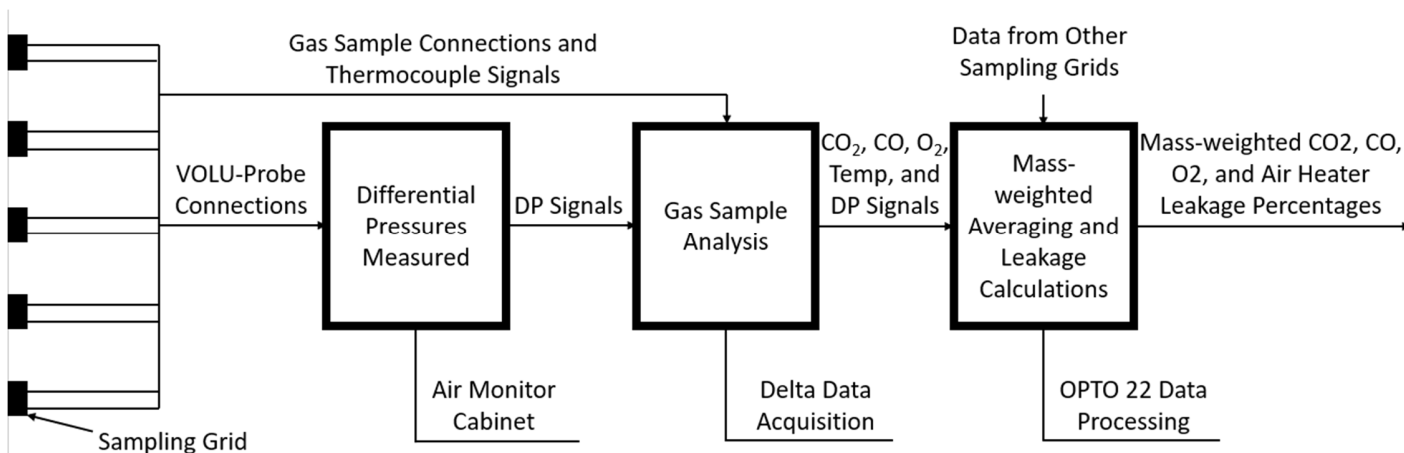 Gas Sample Connections and
Thermocouple Signals
Data from Other
Sampling Grids
VOLU-Probe
Connections
Differential
Pressures
Measured
DP Signals
Gas Sample
Analysis
CO₂, CO, O₂,
Temp, and
DP Signals
Mass-
weighted
Averaging and
Leakage
Calculations
Mass-weighted CO2, CO,
O2, and Air Heater
Leakage Percentages
Air Monitor
Cabinet
Delta Data
Acquisition
OPTO 22 Data
Processing
Sampling Grid